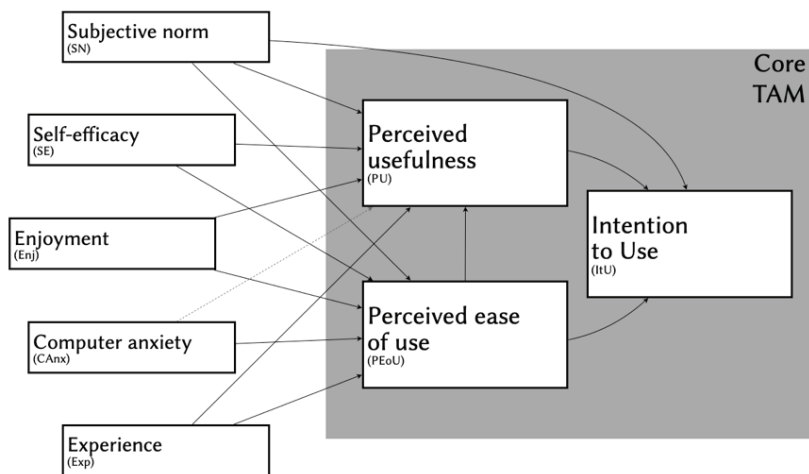 Subjective norm
(SN)
Core
TAM
Self-efficacy
(SE)
Perceived
usefulness
(PU)
Enjoyment
(Enj)
Intention
to Use
(ItU)
Computer anxiety
(CAnx)
Perceived ease
of use
(PEoU)
Experience
(Exp)